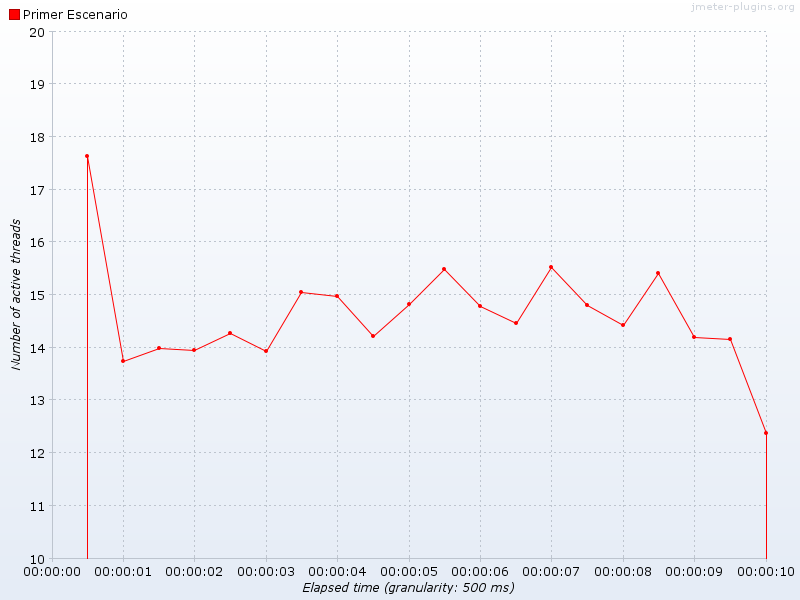 jmeter-plugins.org
Primer Escenario
20
19
18
17
16
15
14
13
12
11
10
Number of active threads
00:00:00 00:00:01 00:00:02 00:00:03 00:00:04 00:00:05 00:00:06 00:00:07 00:00:08 00:00:09 00:00:10
Elapsed time (granularity: 500 ms)